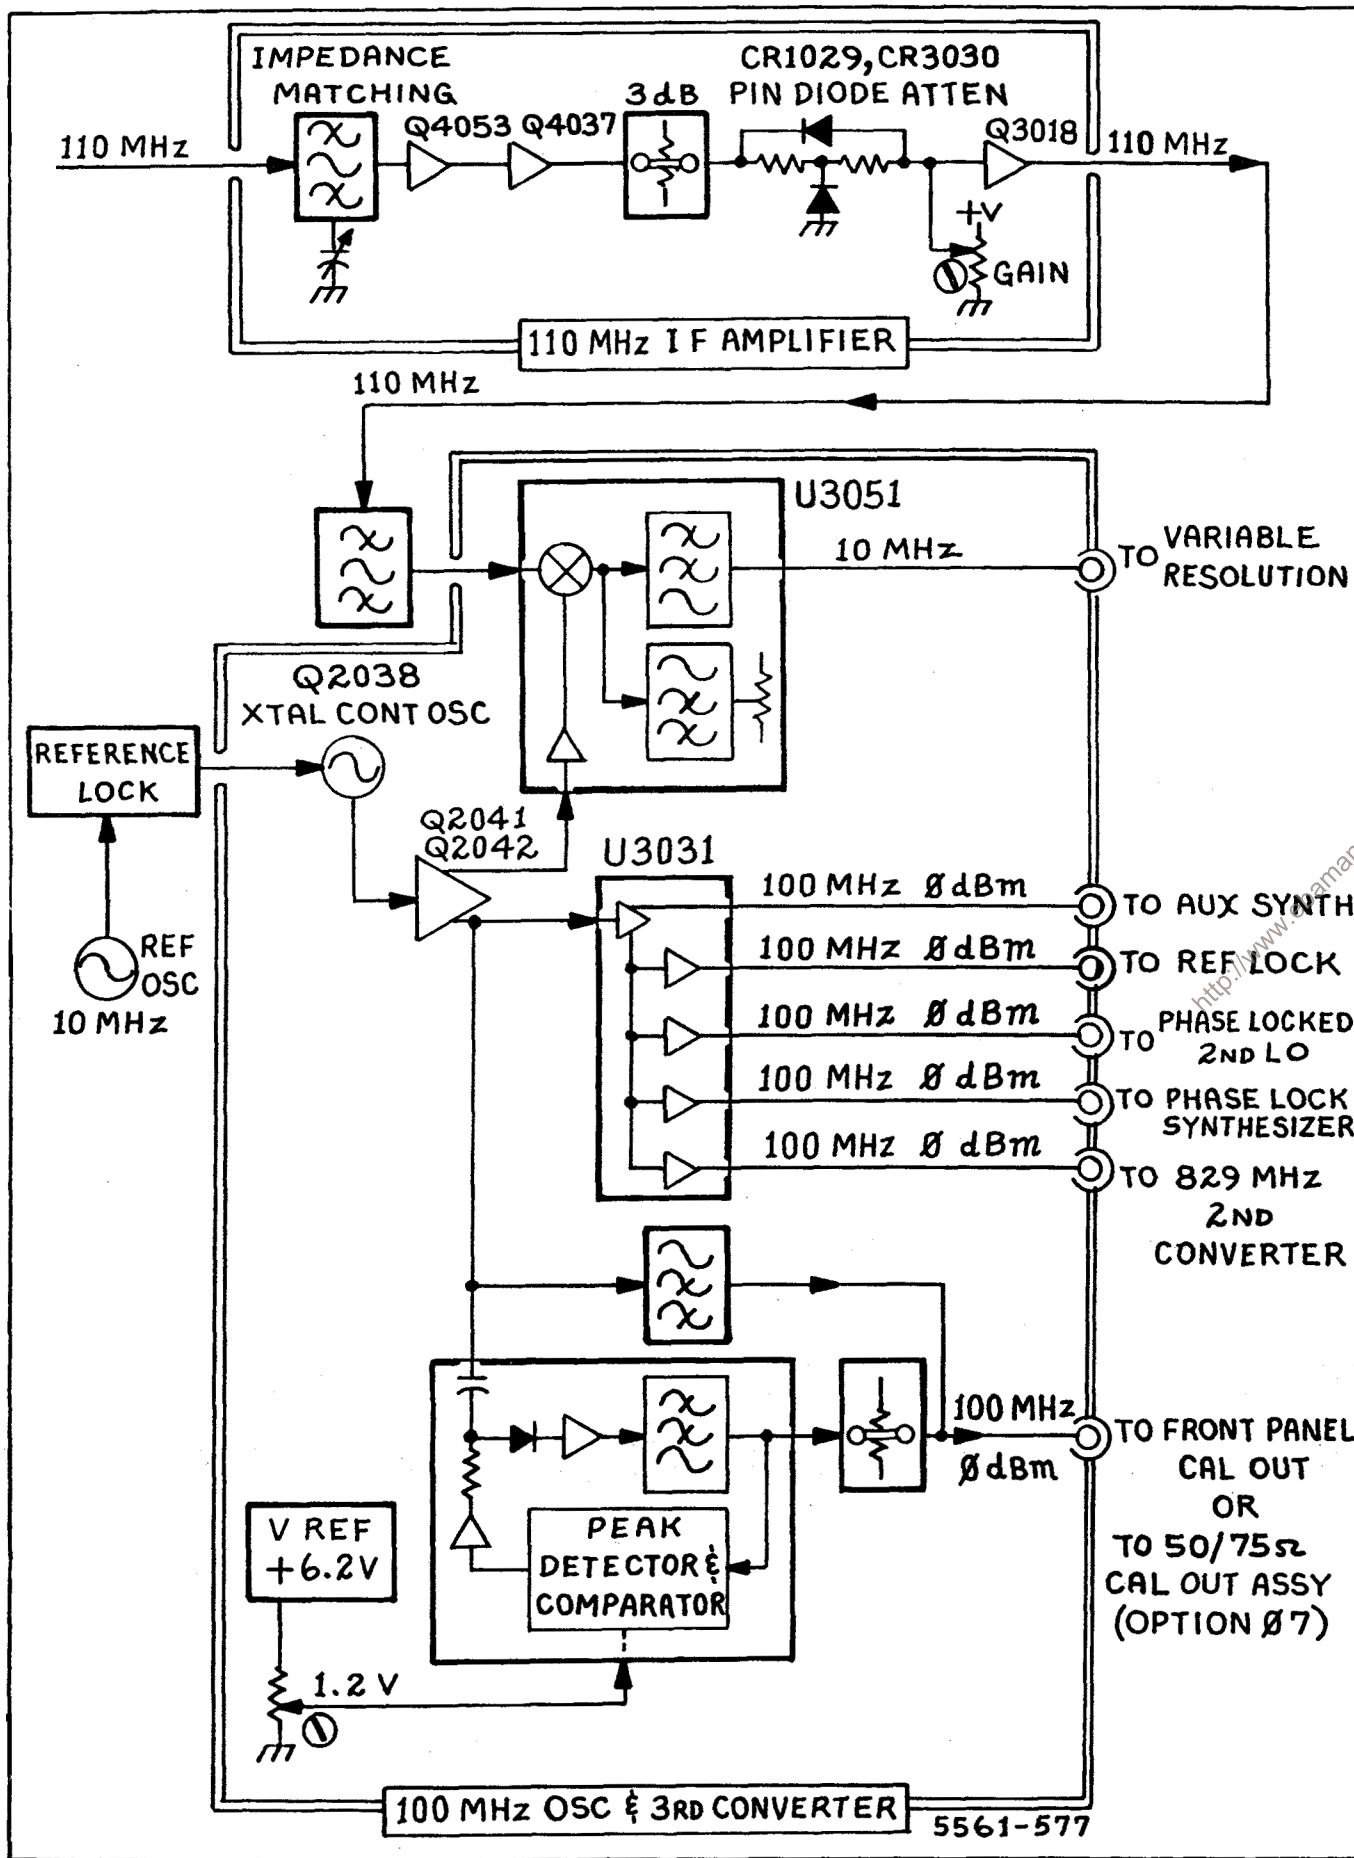 IMPEDANCE
MATCHING
CR1029, CR3030
PIN DIODE ATTEN
3 dB
Q4053
Q4037
Q3018
110 MHz
110 MHz
+V
GAIN
110 MHz I F AMPLIFIER
110 MHz
U3051
10 MHz
TO VARIABLE
RESOLUTION
Q2038
XTAL CONT OSC
REFERENCE
LOCK
Q2041
Q2042
U3031
REF
OSC
10 MHz
100 MHz Ø dBm
TO AUX SYNTH
100 MHz Ø dBm
TO REF LOCK
100 MHz Ø dBm
TO PHASE LOCKED
2ND LO
100 MHz Ø dBm
TO PHASE LOCK
SYNTHESIZER
100 MHz Ø dBm
TO 829 MHz
2ND
CONVERTER
100 MHz
Ø dBm
TO FRONT PANEL
CAL OUT
OR
TO 50/75Ω
CAL OUT ASSY
(OPTION Ø7)
V REF
+6.2V
PEAK
DETECTOR &
COMPARATOR
1.2 V
100 MHz OSC & 3RD CONVERTER
5561-577